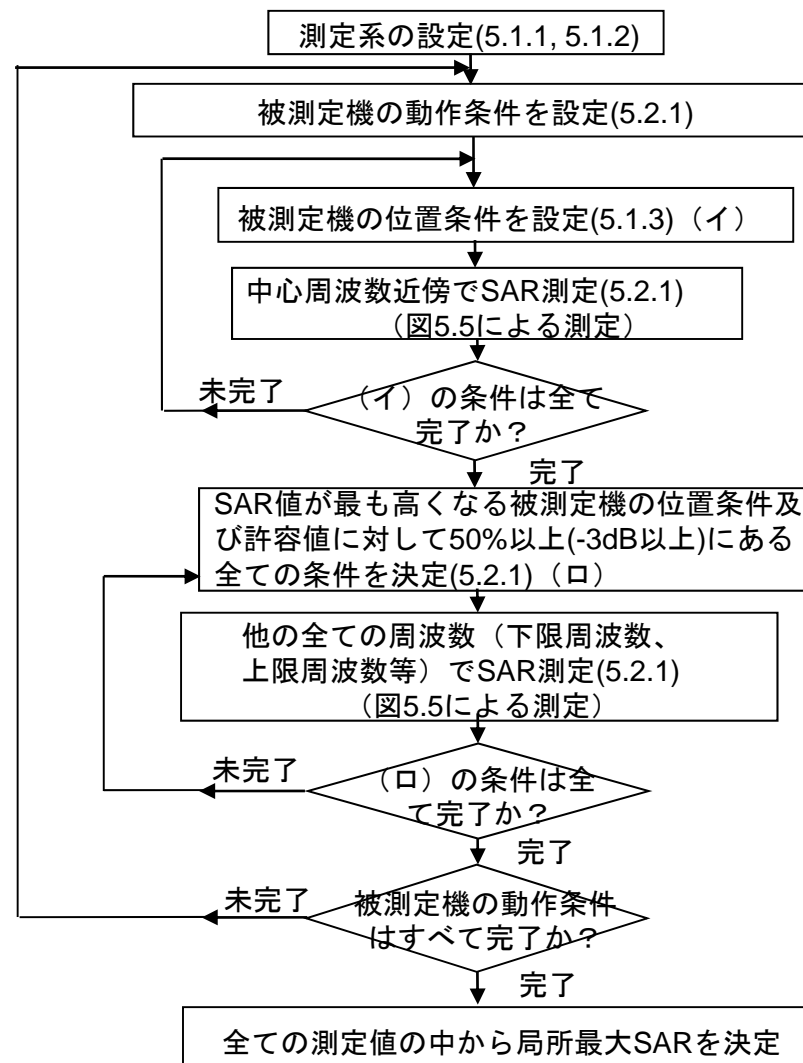 測定系の設定(5.1.1, 5.1.2)
被測定機の動作条件を設定(5.2.1)
被測定機の位置条件を設定(5.1.3)（イ）
中心周波数近傍でSAR測定(5.2.1)
（図5.5による測定）
未完了
（イ）の条件は全て
完了か？
完了
SAR値が最も高くなる被測定機の位置条件及
び許容値に対して50%以上(-3dB以上)にある
全ての条件を決定(5.2.1)（ロ）
他の全ての周波数（下限周波数、
上限周波数等）でSAR測定(5.2.1)
（図5.5による測定）
未完了
（ロ）の条件は全
て完了か？
完了
未完了
被測定機の動作条件
はすべて完了か？
完了
全ての測定値の中から局所最大SARを決定